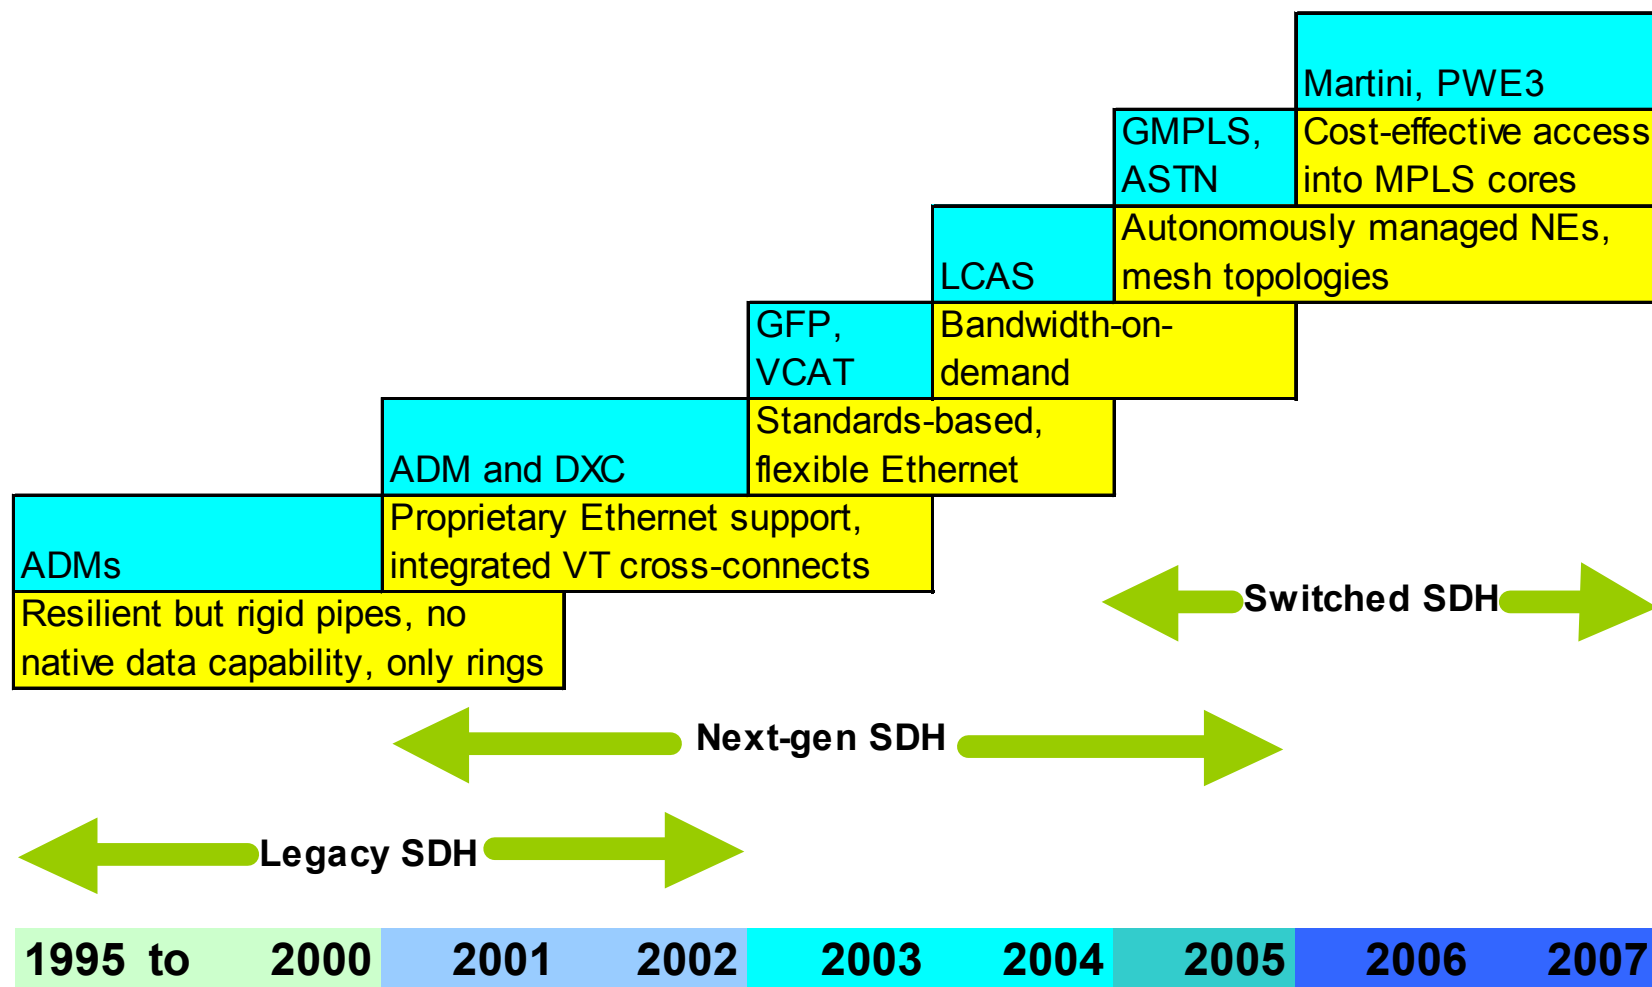 Martini, PWE3
Cost-effective access
into MPLS cores
GMPLS,
ASTN
Autonomously managed NEs,
mesh topologies
LCAS
Bandwidth-on-
demand
GFP,
VCAT
Standards-based,
flexible Ethernet
ADM and DXC
Proprietary Ethernet support,
integrated VT cross-connects
ADMs
Resilient but rigid pipes, no
native data capability, only rings
Switched SDH
Next-gen SDH
Legacy SDH
1995 to 2000 2001 2002 2003 2004 2005 2006 2007